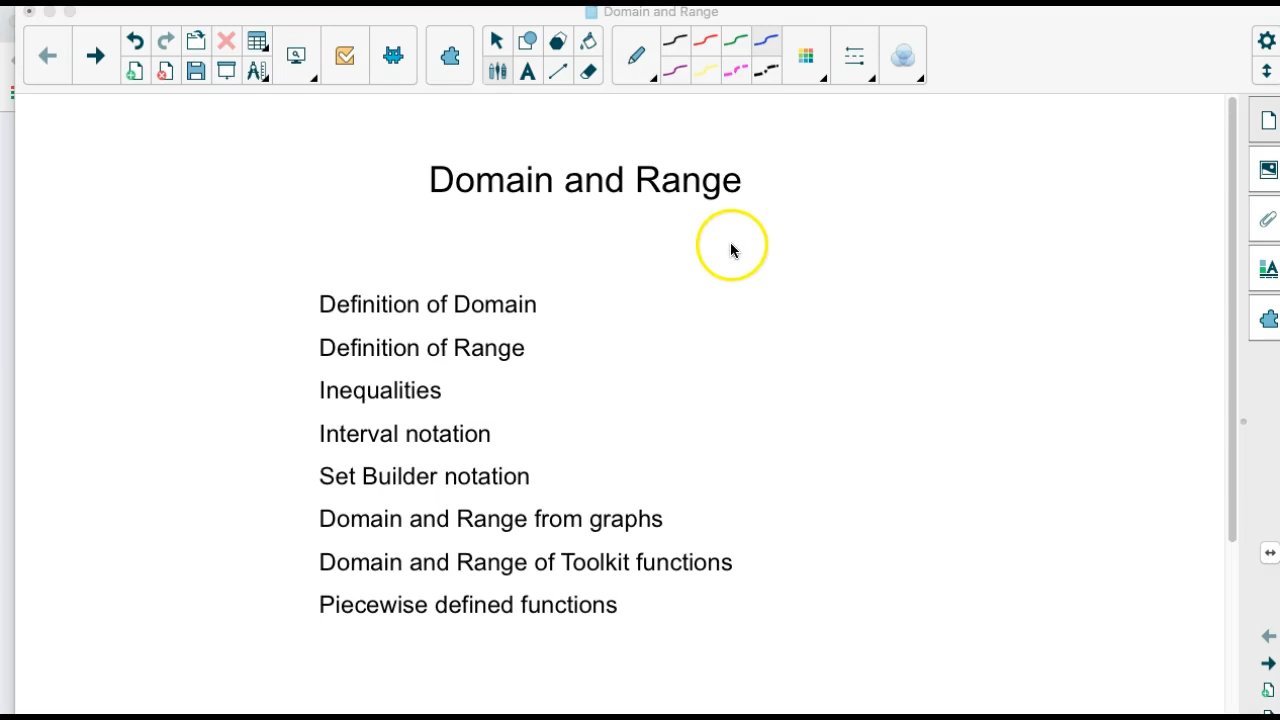 Domain and Range
Domain and Range
Definition of Domain
Definition of Range
Inequalities
Interval notation
Set Builder notation
Domain and Range from graphs
Domain and Range of Toolkit functions
Piecewise defined functions